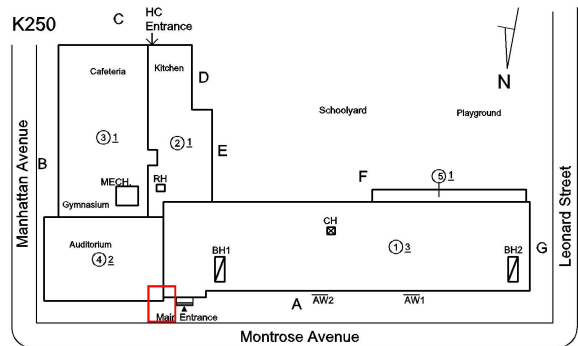 K250
C
HC
Entrance
Cafeteria
Kitchen
D
N
Schoolyard
Playground
Manhattan Avenue
B
3 1
2 1
E
MECH.
RH
F
5 1
Leonard Street
Gymnasium
Auditorium
4 2
CH
1 3
BH1
BH2
G
A
AW2
AW1
Main Entrance
Montrose Avenue